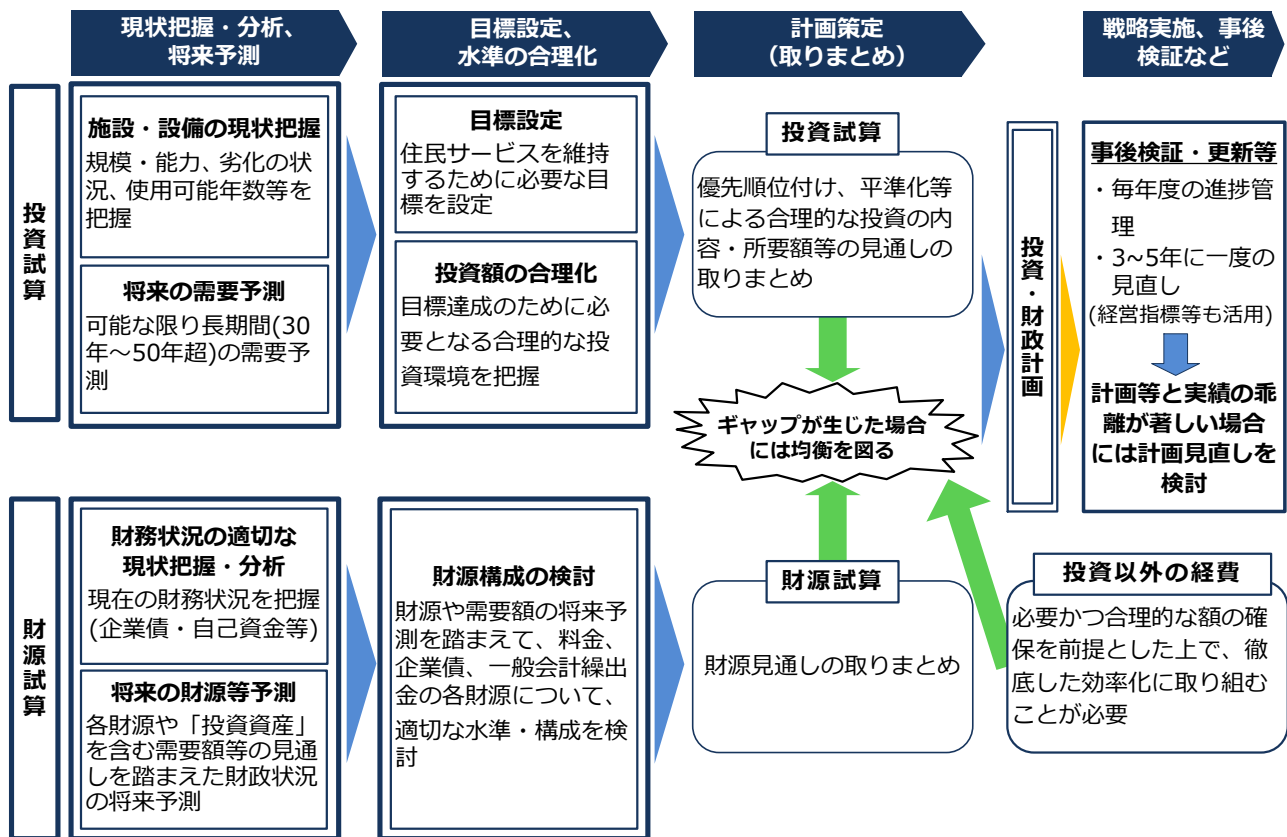 現状把握・分析、
将来予測
目標設定、
水準の合理化
計画策定
（取りまとめ）
戦略実施、事後
検証など
投資試算
施設・設備の現状把握
規模・能力、劣化の状
況、使用可能年数等を
把握
将来の需要予測
可能な限り長期間(30
年～50年超)の需要予
測
目標設定
住民サービスを維持
するために必要な目
標を設定
投資額の合理化
目標達成のために必
要となる合理的な投
資環境を把握
投資試算
優先順位付け、平準化等
による合理的な投資の内
容・所要額等の見通しの
取りまとめ
ギャップが生じた場合
には均衡を図る
投資・財政計画
事後検証・更新等
・毎年度の進捗管
理
・3~5年に一度の
見直し
(経営指標等も活用)
計画等と実績の乖
離が著しい場合
には計画見直しを
検討
財源試算
財務状況の適切な
現状把握・分析
現在の財務状況を把握
(企業債・自己資金等)
将来の財源等予測
各財源や「投資資産」
を含む需要額等の見通
しを踏まえた財政状況
の将来予測
財源構成の検討
財源や需要額の将来予
測を踏まえて、料金、
企業債、一般会計繰出
金の各財源について、
適切な水準・構成を検
討
財源試算
財源見通しの取りまとめ
投資以外の経費
必要かつ合理的な額の確
保を前提とした上で、徹
底した効率化に取り組む
ことが必要